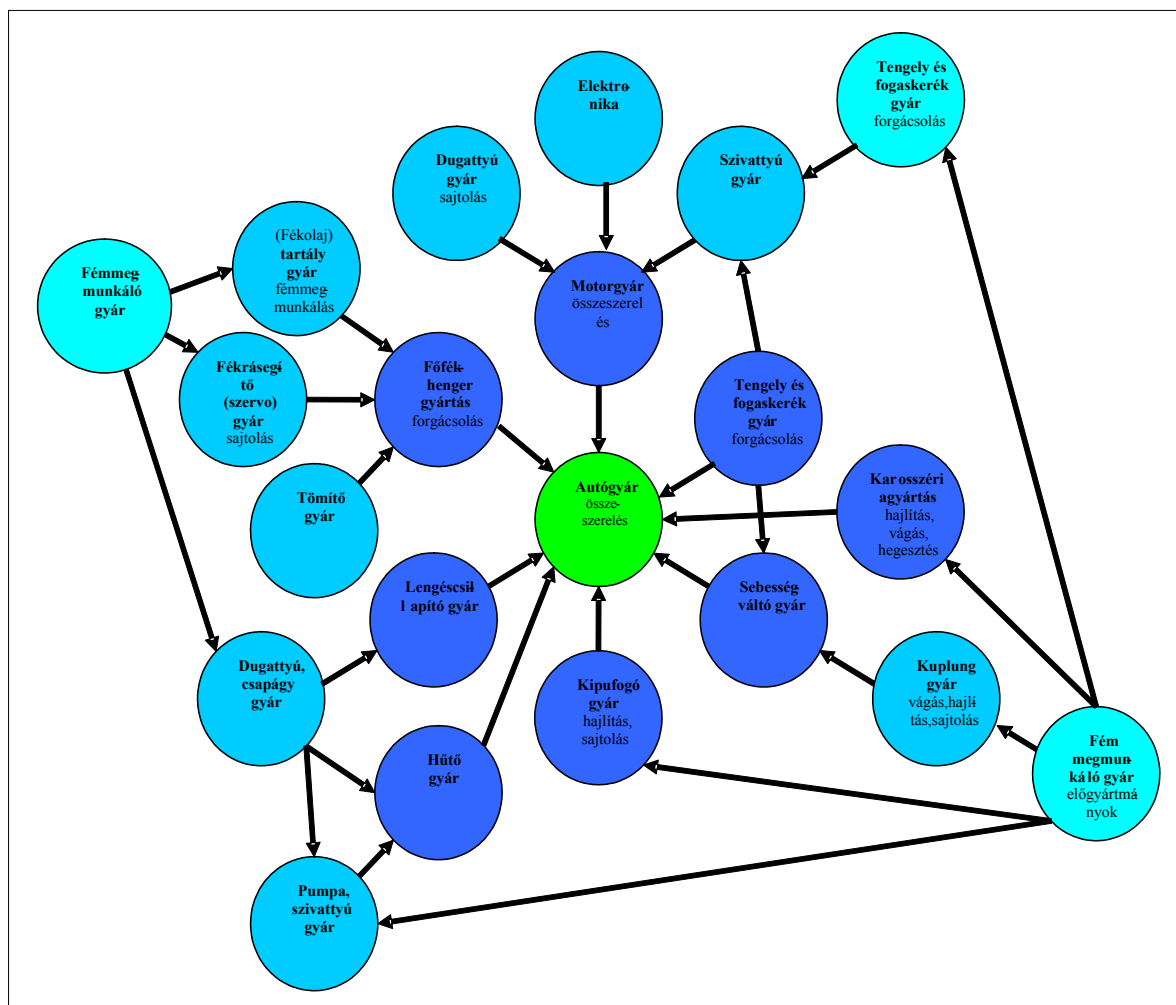 Elektro-
nika
Tengely és
fogaskerék
gyár
forgácsolás
Dugattyú
gyár
sajtolás
Szivattyú
gyár
(Fékolaj)
tartály
gyár
fémmeg-
munkálás
Fémmeg-
munkáló
gyár
Motorgyár
összeszerel
és
Fékrásegí-
tő
(szervo)
gyár
sajtolás
Főfék-
henger
gyártás
forgácsolás
Tengely és
fogaskerék
gyár
forgácsolás
Tömítő
gyár
Autógyár
össze-
szerelés
Karosszéri
agyártás
hajlítás,
vágás,
hegesztés
Lengéscsil-
l apító gyár
Sebesség-
váltó gyár
Dugattyú,
csapágy
gyár
Kipufogó
gyár
hajlítás,
sajtolás
Kuplung
gyár
vágás,hajlí-
tás,sajtolás
Hűtő
gyár
Fém
megmun-
káló gyár
előgyártmá-
nyok
Pumpa,
szivattyú
gyár